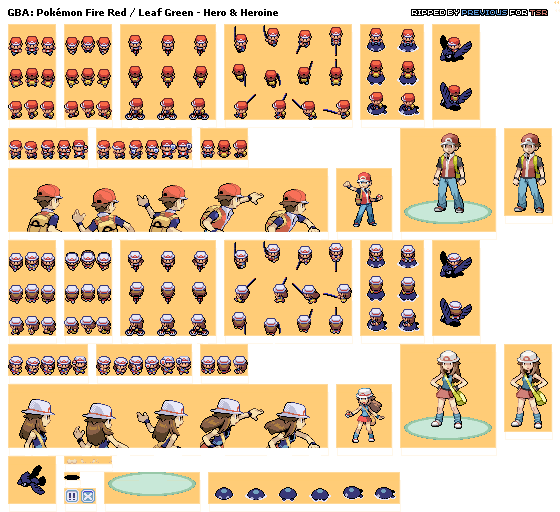 GBA: Pokémon Fire Red / Leaf Green - Hero & Heroine
RIPPED BY PREVIOUS FOR TSR